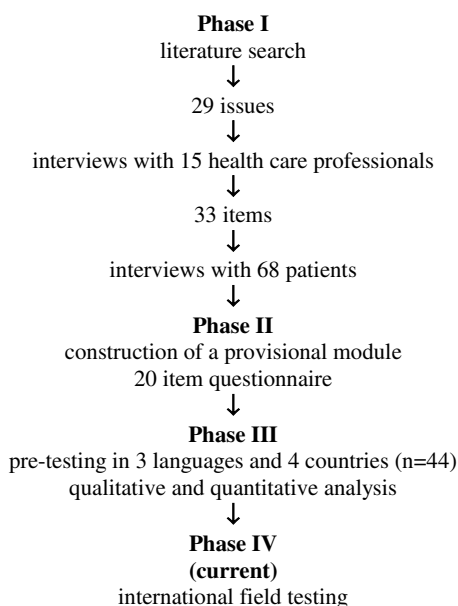 Phase I
literature search
↓
29 issues
↓
interviews with 15 health care professionals
↓
33 items
↓
interviews with 68 patients
↓
Phase II
construction of a provisional module
20 item questionnaire
↓
Phase III
pre-testing in 3 languages and 4 countries (n=44)
qualitative and quantitative analysis
↓
Phase IV
(current)
international field testing